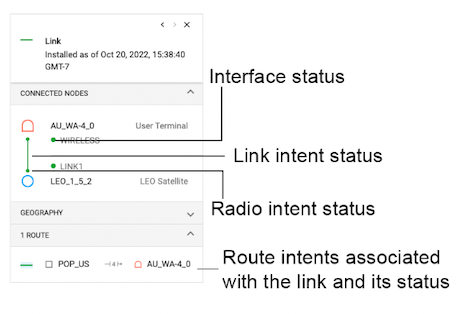 Link
Installed as of Oct 20, 2022, 15:38:40
GMT-7
Interface status
CONNECTED NODES
AU_WA-4_0 User Terminal
WIRELESS
Link intent status
LINK1
LEO_1_5_2 LEO Satellite
Radio intent status
GEOGRAPHY
1 ROUTE
POP_US 4 AU_WA-4_0
Route intents associated
with the link and its status